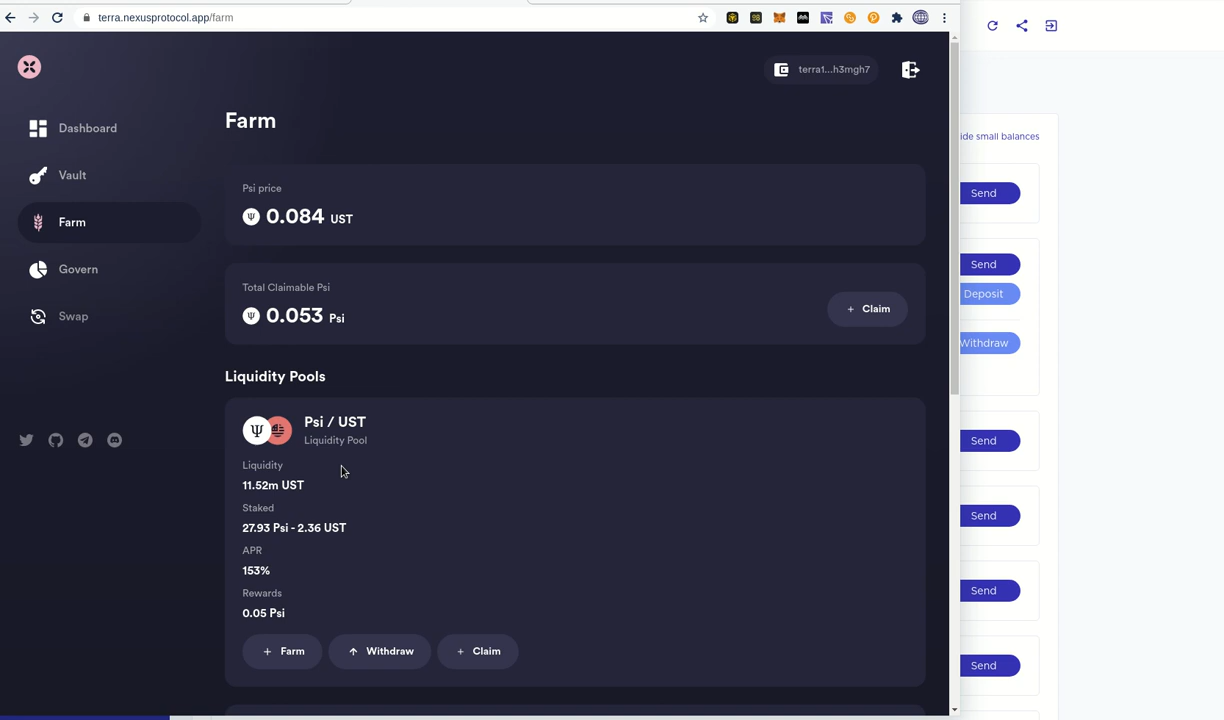 terra.nexusprotocol.app/farm
terra1...h3mgh7
Dashboard
Vault
Farm
Govern
Swap
Farm
Psi price
Ψ 0.084 UST
Total Claimable Psi
Ψ 0.053 Psi
+ Claim
Liquidity Pools
Ψ
Psi / UST
Liquidity Pool
Liquidity
11.52m UST
Staked
27.93 Psi - 2.36 UST
APR
153%
Rewards
0.05 Psi
+ Farm
Withdraw
+ Claim
ide small balances
Send
Send
Deposit
Withdraw
Send
Send
Send
Send